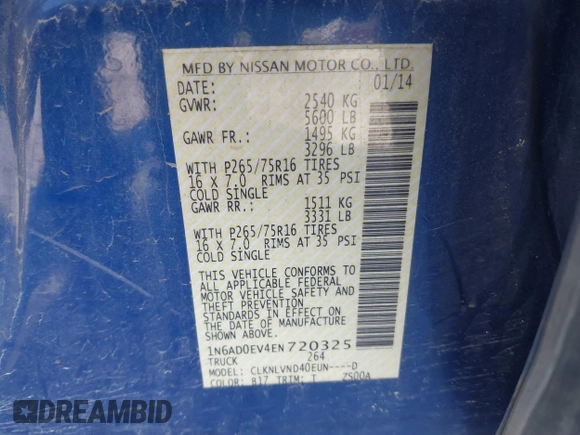 MFD BY NISSAN MOTOR CO., LTD.
DATE: 01/14
GVWR: 2540 KG
5600 LB
GAWR FR.: 1495 KG
3296 LB
WITH P265/75R16 TIRES
16 X 7.0 RIMS AT 35 PSI
COLD SINGLE
GAWR RR.: 1511 KG
3331 LB
WITH P265/75R16 TIRES
16 X 7.0 RIMS AT 35 PSI
COLD SINGLE
THIS VEHICLE CONFORMS TO
ALL APPLICABLE FEDERAL
MOTOR VEHICLE SAFETY AND
THEFT PREVENTION
STANDARDS IN EFFECT ON
THE DATE OF MANUFACTURE
SHOWN ABOVE.
1N6AD0EV4EN720325
TRUCK 264
MODEL: CLKNLVND40EUN----D
COLOR: B17 TRIM: T ZS00A
DREAMBID